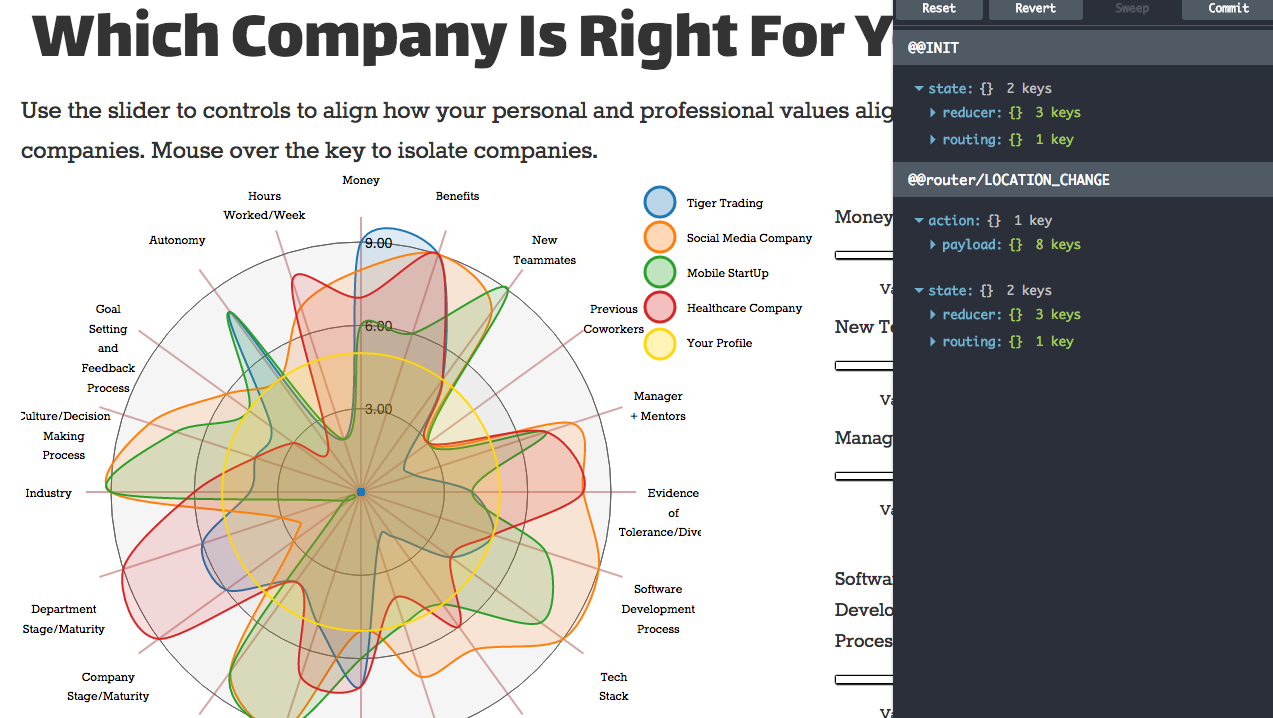 Which Company Is Right For Y
Use the slider to controls to align how your personal and professional values alig
companies. Mouse over the key to isolate companies.
Money
Hours
Worked/Week
Benefits
Autonomy
New
Teammates
Goal
Setting
and
Feedback
Process
Previous
Coworkers
Culture/Decision
Making
Process
Manager
+ Mentors
Industry
Evidence
of
Tolerance/Dive
Department
Stage/Maturity
Software
Development
Process
Company
Stage/Maturity
Tech
Stack
9.00
6.00
3.00
Tiger Trading
Social Media Company
Mobile StartUp
Healthcare Company
Your Profile
Money
Va
New Te
Va
Manag
Va
Softwa
Develo
Proces
Va
Reset
Revert
Sweep
Commit
@@INIT
state: {} 2 keys
reducer: {} 3 keys
routing: {} 1 key
@@router/LOCATION_CHANGE
action: {} 1 key
payload: {} 8 keys
state: {} 2 keys
reducer: {} 3 keys
routing: {} 1 key